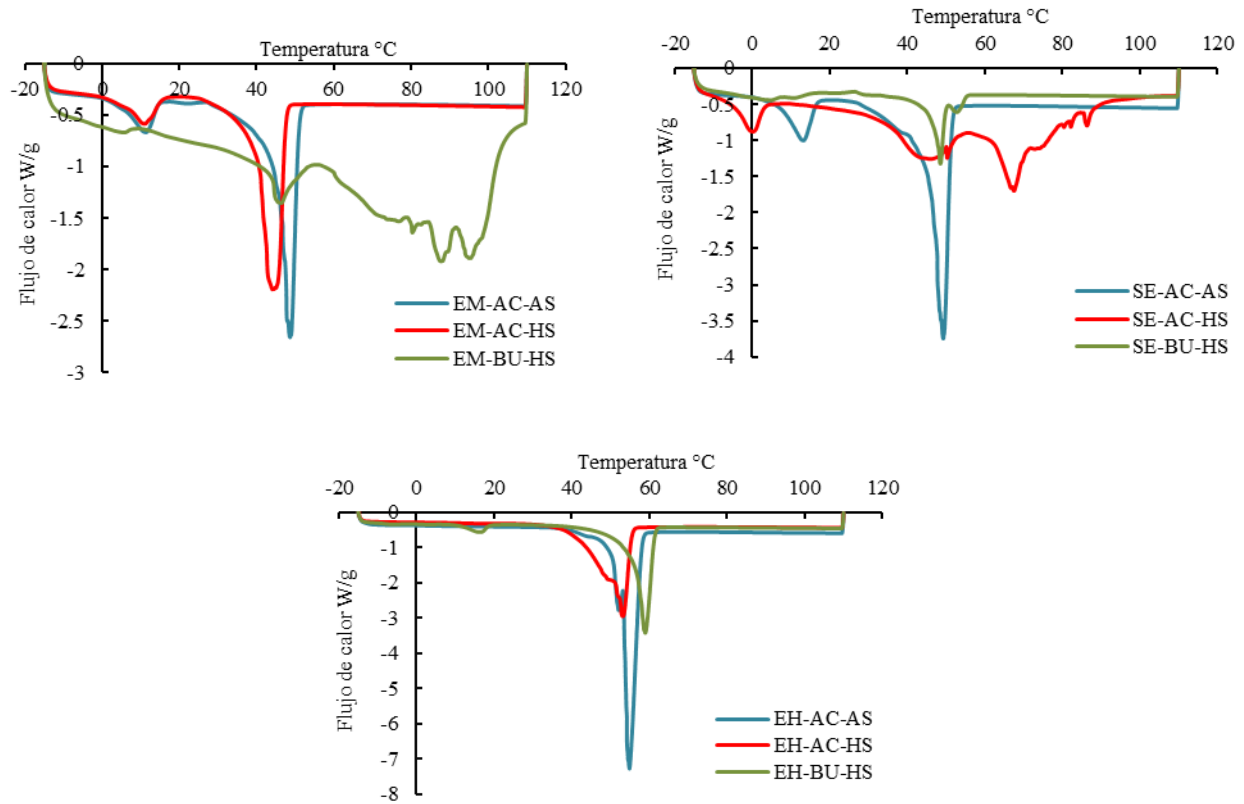 Temperatura °C
-20 0 20 40 60 80 100 120
0
-0.5
-1
-1.5
-2
-2.5
-3
Flujo de calor W/g
EM-AC-AS
EM-AC-HS
EM-BU-HS
Temperatura °C
-20 0 20 40 60 80 100 120
0
-0.5
-1
-1.5
-2
-2.5
-3
-3.5
-4
Flujo de calor W/g
SE-AC-AS
SE-AC-HS
SE-BU-HS
Temperatura °C
-20 0 20 40 60 80 100 120
0
-1
-2
-3
-4
-5
-6
-7
-8
Flujo de calor W/g
EH-AC-AS
EH-AC-HS
EH-BU-HS